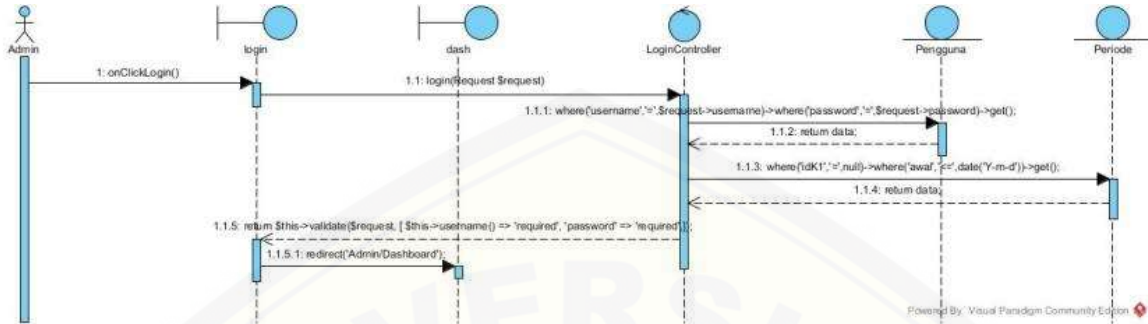 Admin
login
dash
LoginController
Pengguna
Periode
1: onClickLogin()
1.1: login(Request $request)
1.1.1: where('username','=',$request->username)->where('password','=',$request->password)->get();
1.1.2: return data;
1.1.3: where('idK1','=',null)->where('awal','<=',date('Y-m-d'))->get();
1.1.4: return data;
1.1.5: return $this->validate($request, [ $this->username() => 'required', 'password' => 'required',]);
1.1.5.1: redirect('Admin/Dashboard');
VERSI
Powered By Visual Paradigm Community Edition